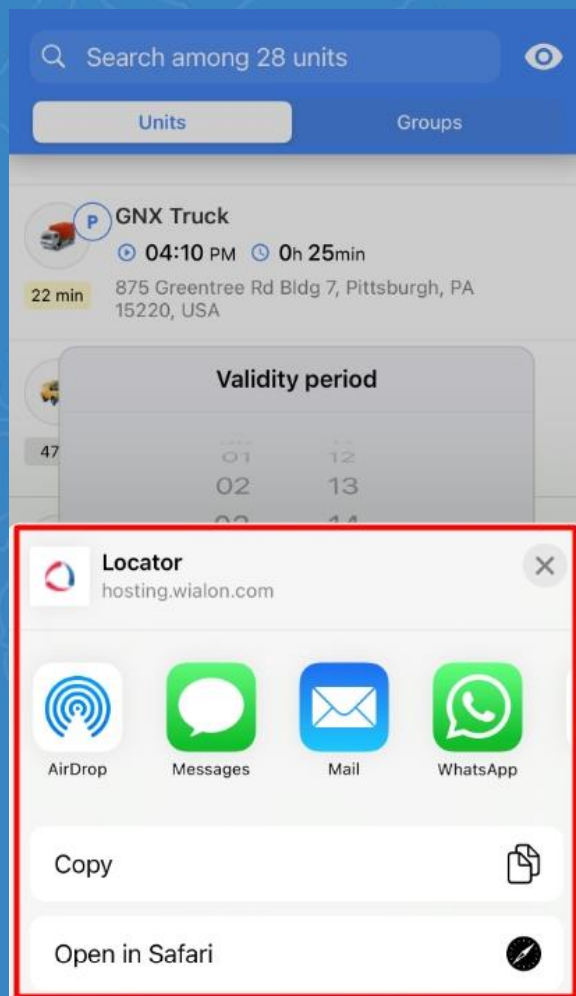 Search among 28 units
Units Groups
P GNX Truck
04:10 PM 0h 25min
22 min 875 Greentree Rd Bldg 7, Pittsburgh, PA
15220, USA
Validity period
47
01 12
02 13
03 14
Locator
hosting.wialon.com
AirDrop Messages Mail WhatsApp
Copy
Open in Safari